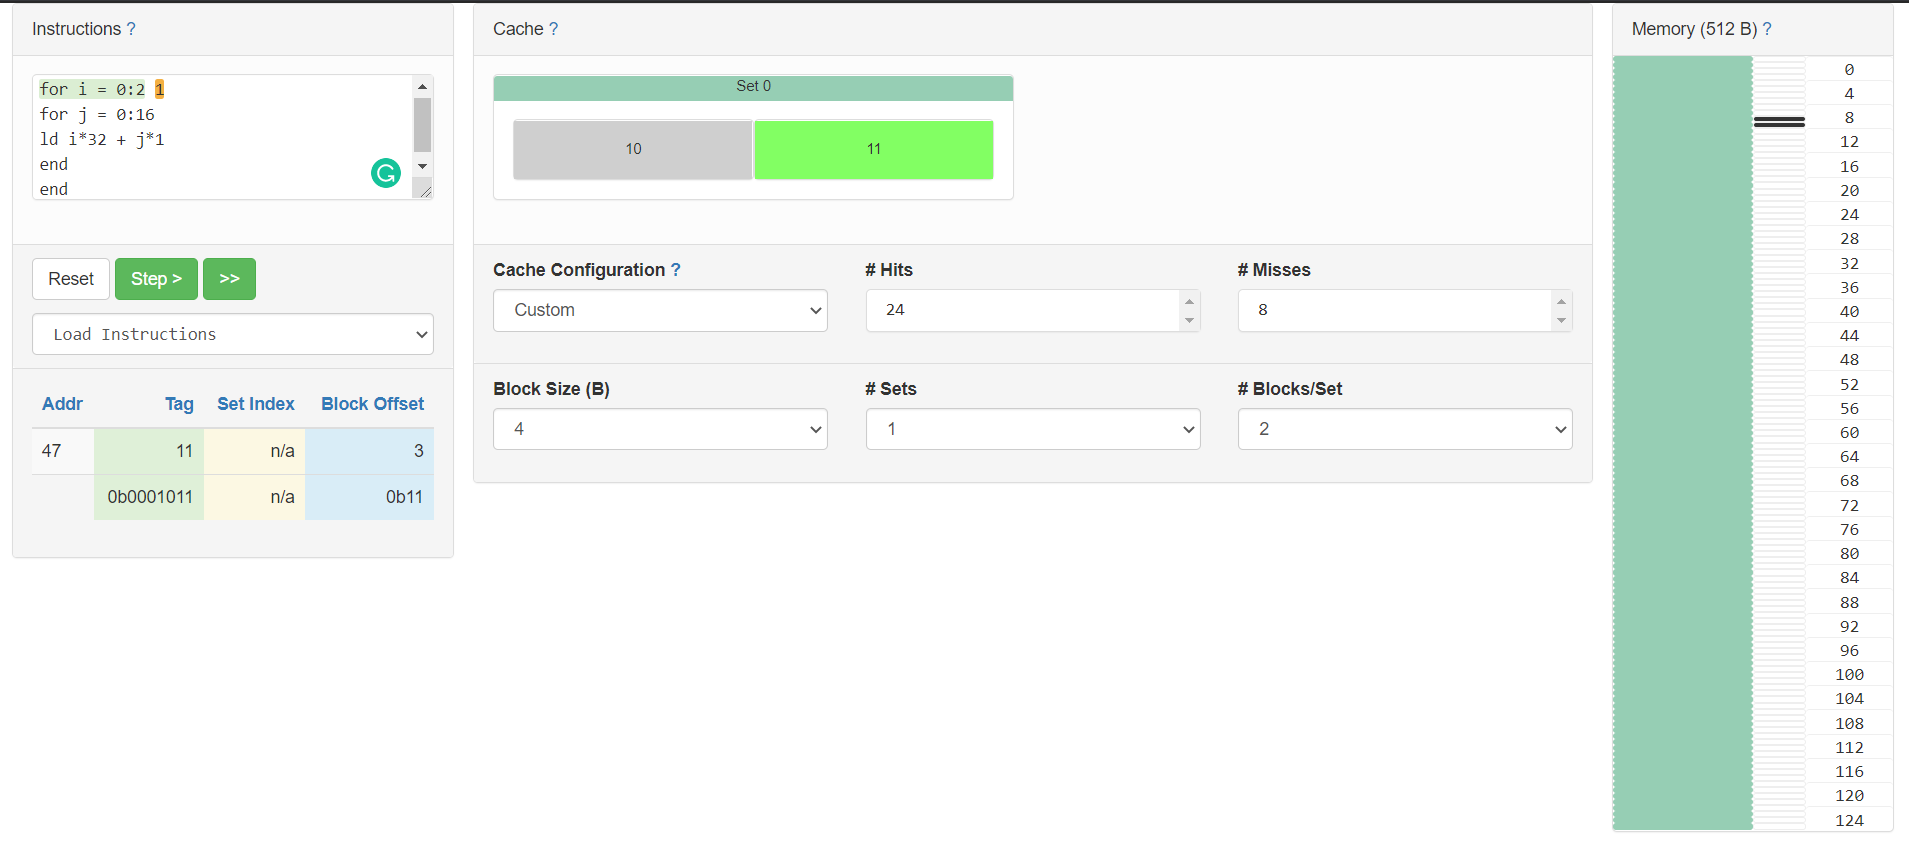 Instructions ?
for i = 0:2 1
for j = 0:16
ld i*32 + j*1
end
end
Reset
Step >
>>
Load Instructions
Addr Tag Set Index Block Offset
47 11 n/a 3
0b0001011 n/a 0b11
Cache ?
Set 0
10 11
Cache Configuration ? # Hits # Misses
Custom 24 8
Block Size (B) # Sets # Blocks/Set
4 1 2
Memory (512 B) ?
0
4
8
12
16
20
24
28
32
36
40
44
48
52
56
60
64
68
72
76
80
84
88
92
96
100
104
108
112
116
120
124